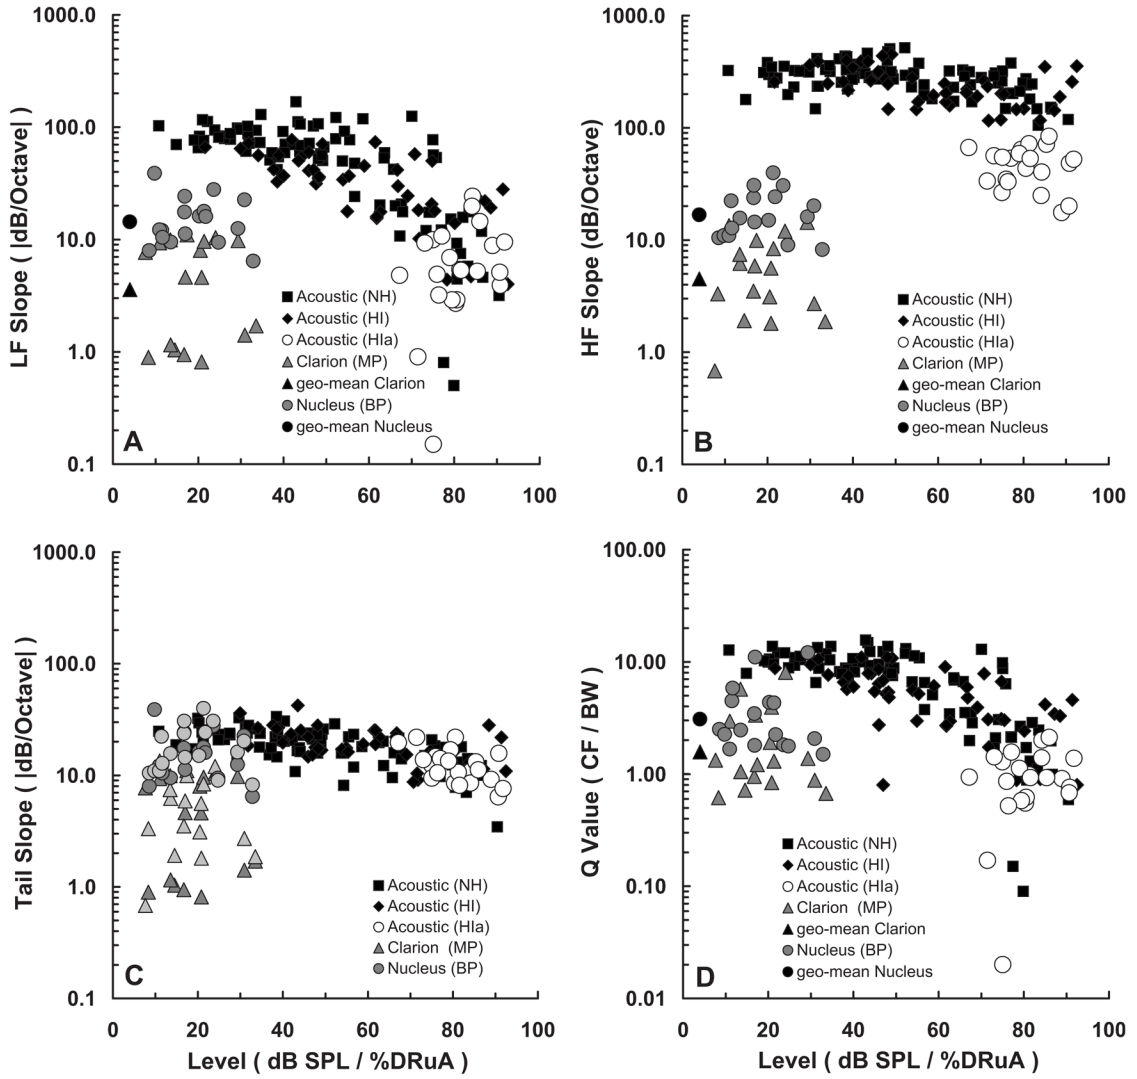 1000.0
100.0
10.0
1.0
0.1
LF Slope ( |dB/Octave| )
Acoustic (NH)
Acoustic (HI)
Acoustic (HIa)
Clarion (MP)
geo-mean Clarion
Nucleus (BP)
geo-mean Nucleus
A
0 20 40 60 80 100
1000.0
100.0
10.0
1.0
0.1
HF Slope (dB/Octave)
Acoustic (NH)
Acoustic (HI)
Acoustic (HIa)
Clarion (MP)
geo-mean Clarion
Nucleus (BP)
geo-mean Nucleus
B
0 20 40 60 80 100
1000.0
100.0
10.0
1.0
0.1
Tail Slope ( |dB/Octave| )
Acoustic (NH)
Acoustic (HI)
Acoustic (HIa)
Clarion (MP)
Nucleus (BP)
C
0 20 40 60 80 100
Level ( dB SPL / %DRuA )
100.00
10.00
1.00
0.10
0.01
Q Value ( CF / BW )
Acoustic (NH)
Acoustic (HI)
Acoustic (HIa)
Clarion (MP)
geo-mean Clarion
Nucleus (BP)
geo-mean Nucleus
D
0 20 40 60 80 100
Level ( dB SPL / %DRuA )